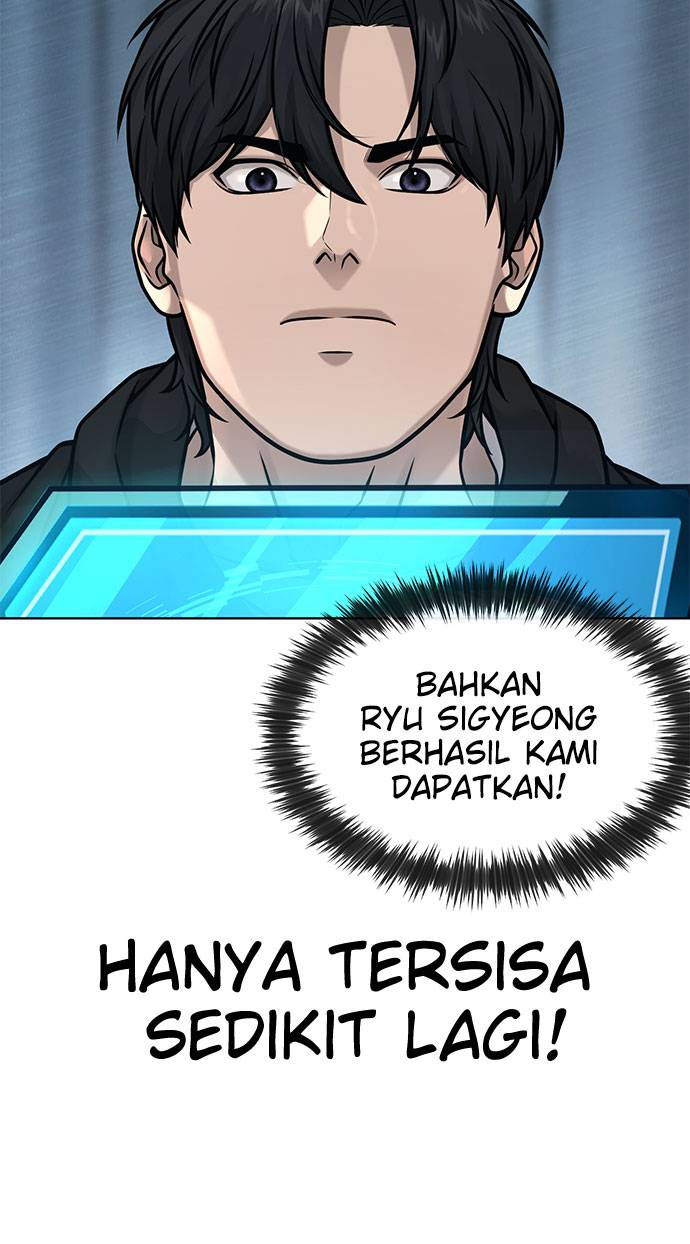 BAHKAN
RYU SIGYEONG
BERHASIL KAMI
DAPATKAN!
HANYA TERSISA
SEDIKIT LAGI!